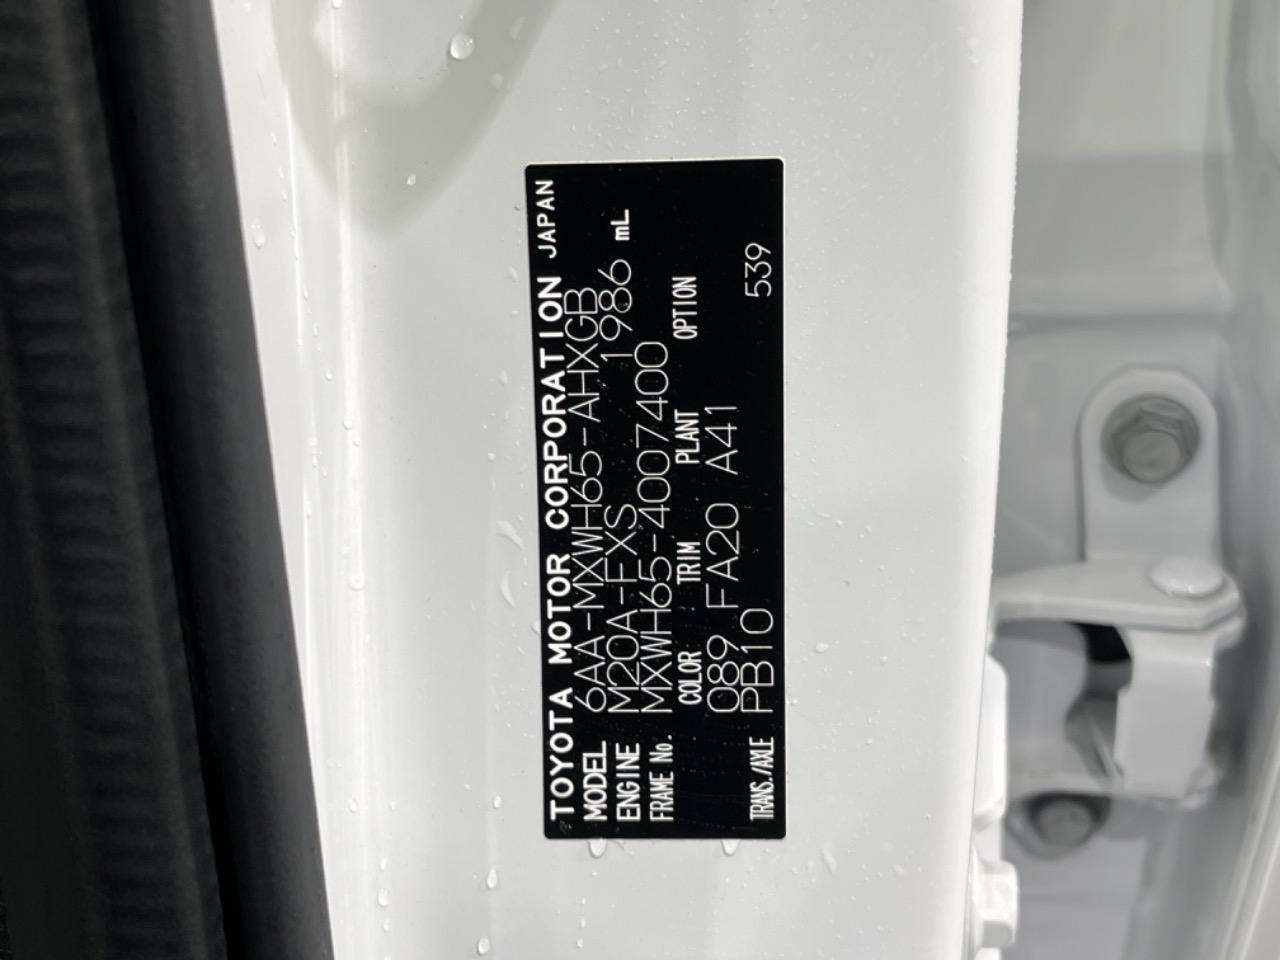 TOYOTA MOTOR CORPORATION JAPAN
MODEL 6AA-MXWH65-AHXGB
ENGINE M20A-FXS 1986 mL
FRAME No. MXWH65-4007400
COLOR TRIM PLANT OPTION
089 FA20 A41
TRANS./AXLE PB10 539